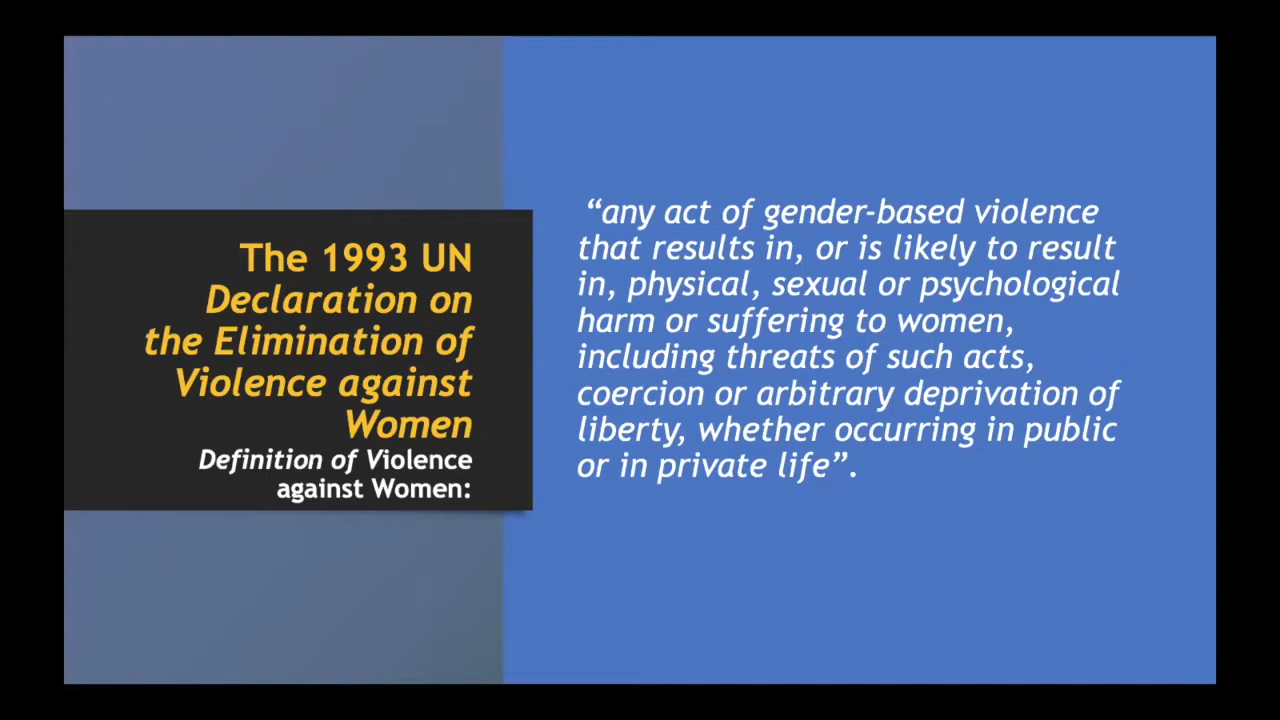 The 1993 UN
Declaration on
the Elimination of
Violence against
Women
Definition of Violence
against Women:
“any act of gender-based violence
that results in, or is likely to result
in, physical, sexual or psychological
harm or suffering to women,
including threats of such acts,
coercion or arbitrary deprivation of
liberty, whether occurring in public
or in private life”.